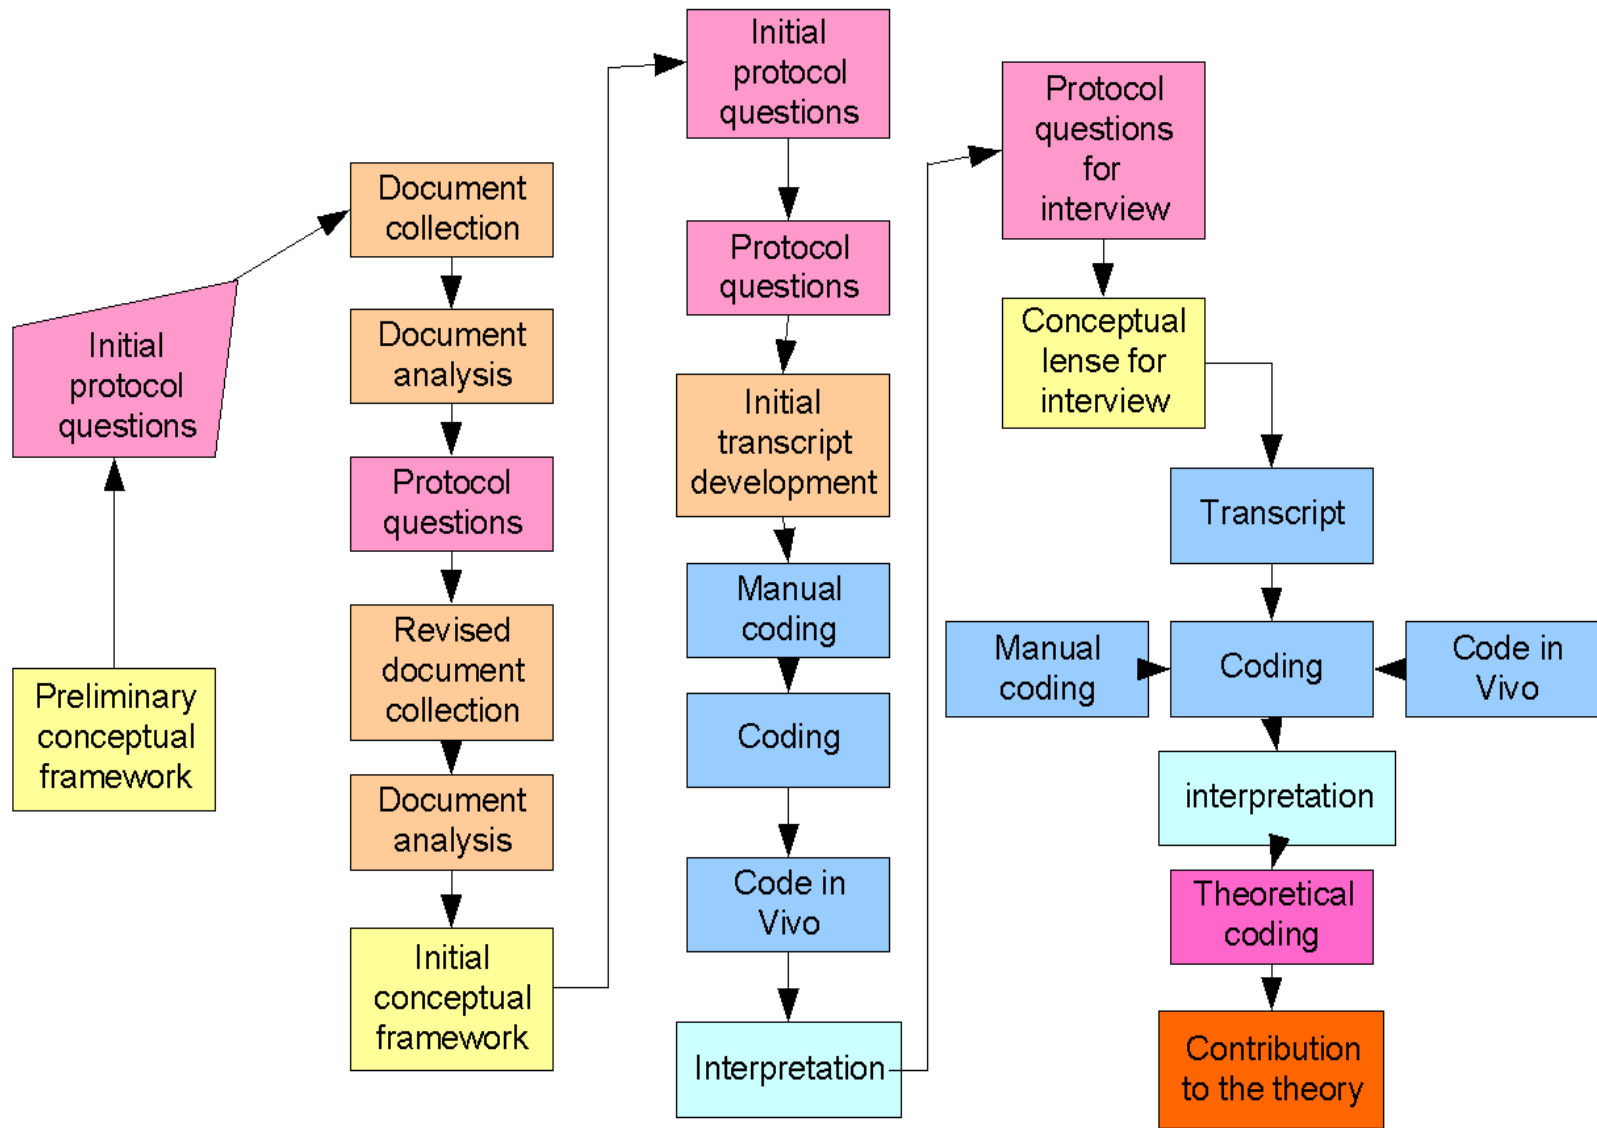 Preliminary
conceptual
framework
Initial
protocol
questions
Document
collection
Document
analysis
Protocol
questions
Revised
document
collection
Document
analysis
Initial
conceptual
framework
Initial
protocol
questions
Protocol
questions
Initial
transcript
development
Manual
coding
Coding
Code in
Vivo
Interpretation
Protocol
questions
for
interview
Conceptual
lense for
interview
Transcript
Manual
coding
Coding
Code in
Vivo
interpretation
Theoretical
coding
Contribution
to the theory